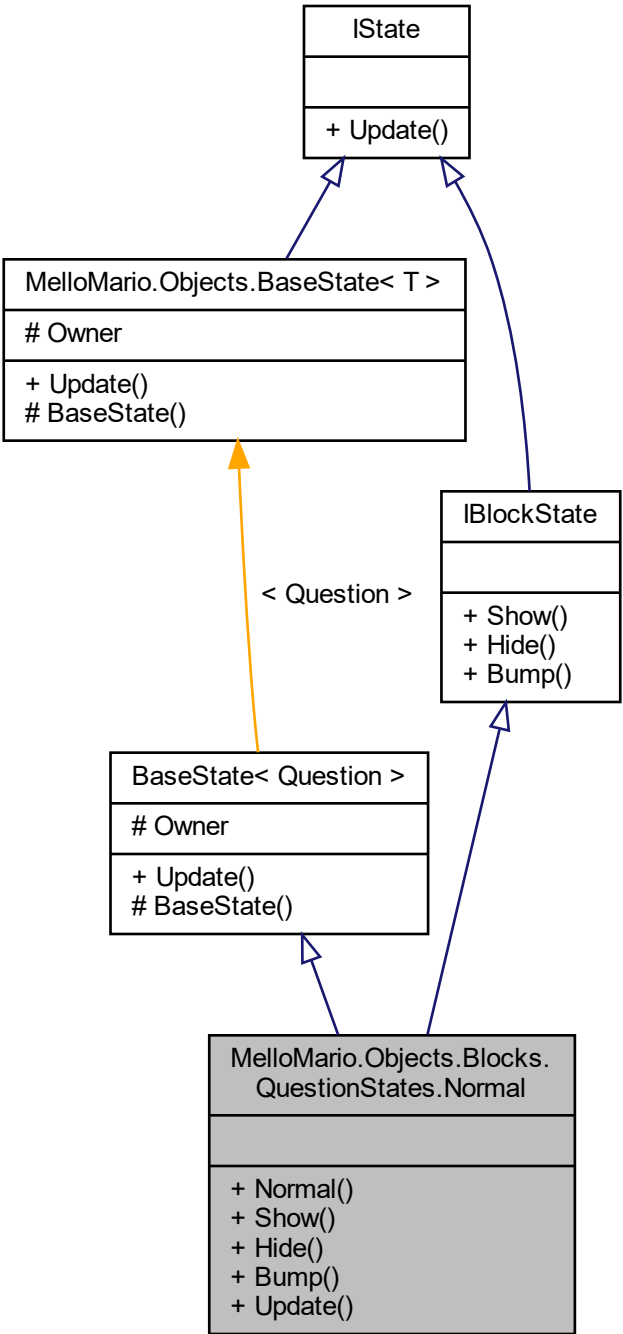 IState
+ Update()
MelloMario.Objects.BaseState< T >
# Owner
+ Update()
# BaseState()
IBlockState
+ Show()
+ Hide()
+ Bump()
< Question >
BaseState< Question >
# Owner
+ Update()
# BaseState()
MelloMario.Objects.Blocks.
QuestionStates.Normal
+ Normal()
+ Show()
+ Hide()
+ Bump()
+ Update()